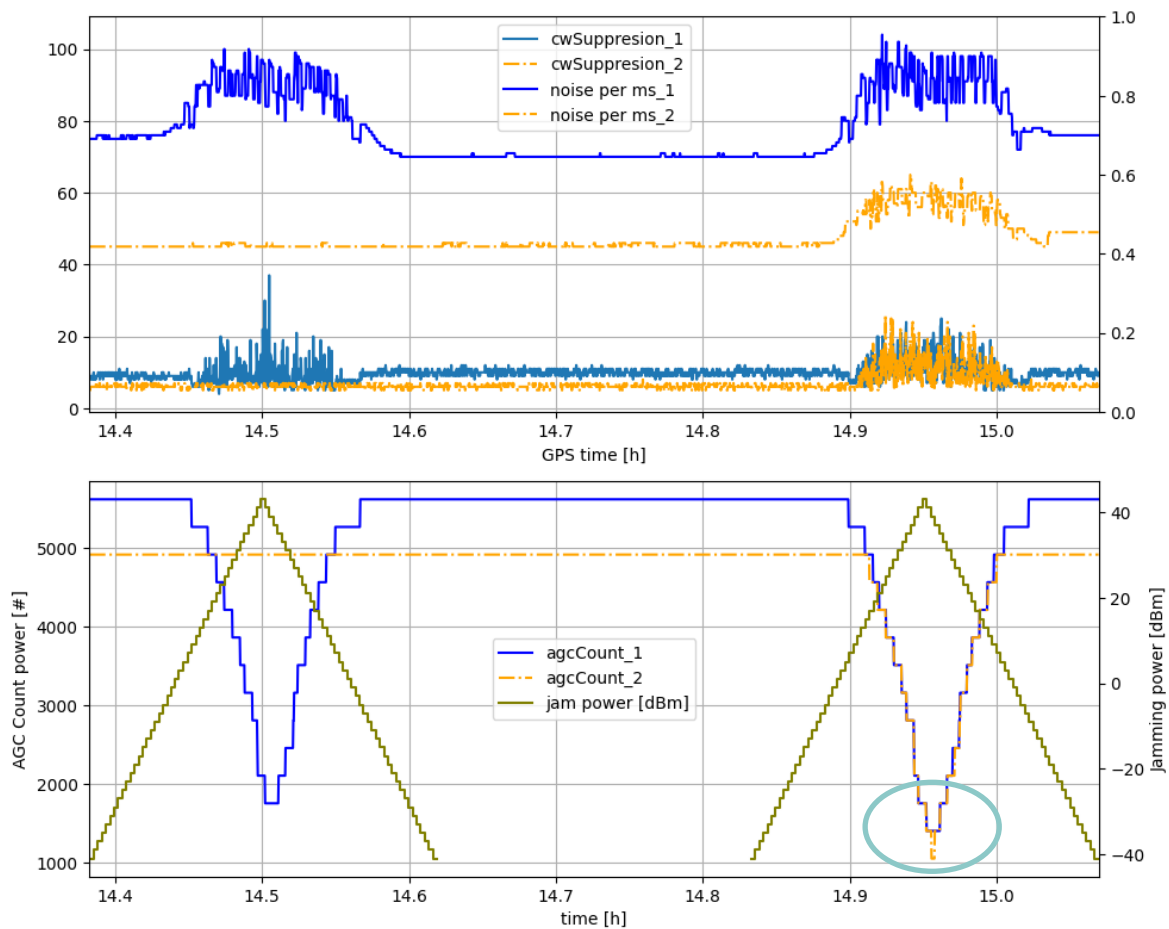 cwSuppresion_1
cwSuppresion_2
noise per ms_1
noise per ms_2
100
80
60
40
20
0
1.0
0.8
0.6
0.4
0.2
0.0
14.4 14.5 14.6 14.7 14.8 14.9 15.0
GPS time [h]
AGC Count power [#]
5000
4000
3000
2000
1000
agcCount_1
agcCount_2
jam power [dBm]
40
20
0
−20
−40
Jamming power [dBm]
14.4 14.5 14.6 14.7 14.8 14.9 15.0
time [h]